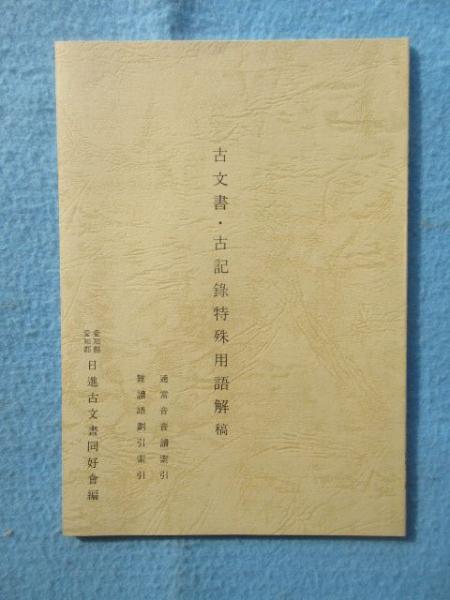 古文書・古記錄特殊用語解稿
通常音音讀索引
難讀語劃引索引
愛知縣
愛知郡
日進古文書同好會編